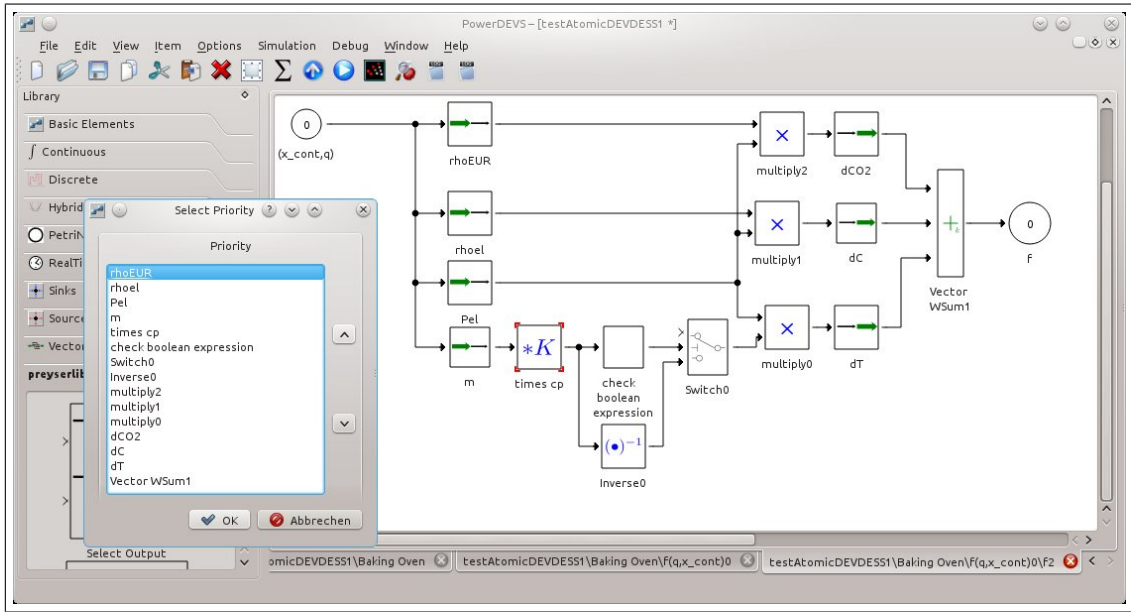 PowerDEVS – [testAtomicDEVDESS1 *]
File Edit View Item Options Simulation Debug Window Help
Library
Basic Elements
Continuous
Discrete
Hybrid
PetriN
RealTi
Sinks
Source
Vector
preyserlib
Select Output
Select Priority
Priority
rhoEUR
rhoel
Pel
m
times cp
check boolean expression
Switch0
Inverse0
multiply2
multiply1
multiply0
dCO2
dC
dT
Vector WSum1
OK
Abbrechen
0
(x_cont,q)
rhoEUR
rhoel
Pel
m
*K
times cp
check
boolean
expression
(•)⁻¹
Inverse0
Switch0
×
multiply2
×
multiply1
×
multiply0
dCO2
dC
dT
Vector
WSum1
0
f
omicDEVDESS1\Baking Oven
testAtomicDEVDESS1\Baking Oven\f(q,x_cont)0
testAtomicDEVDESS1\Baking Oven\f(q,x_cont)0\f2